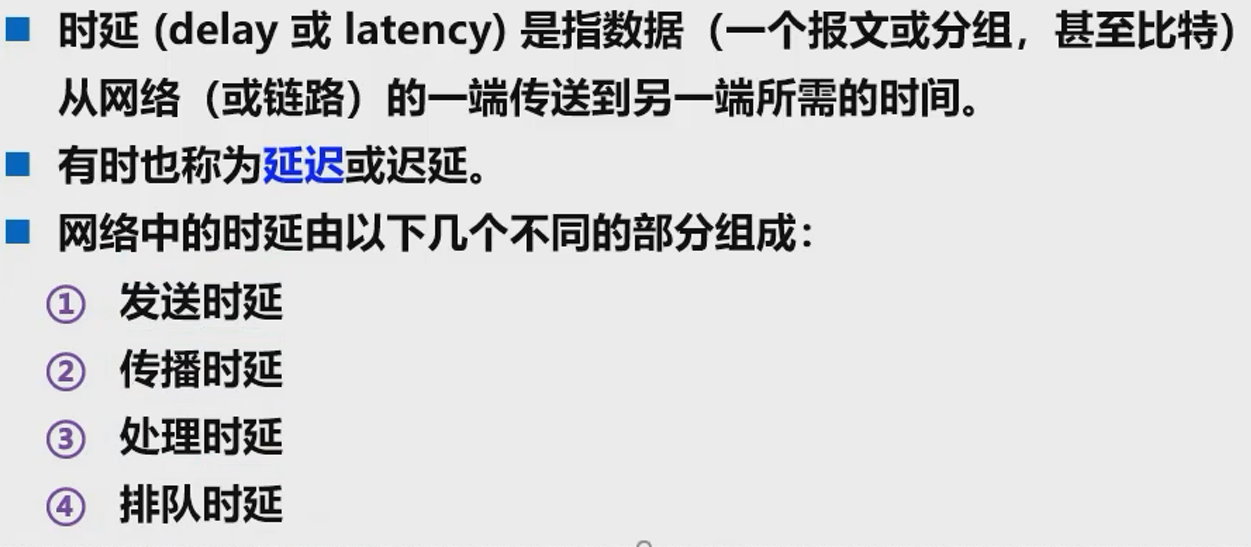 时延 (delay 或 latency) 是指数据（一个报文或分组，甚至比特）
从网络（或链路）的一端传送到另一端所需的时间。
有时也称为延迟或迟延。
网络中的时延由以下几个不同的部分组成：
① 发送时延
② 传播时延
③ 处理时延
④ 排队时延